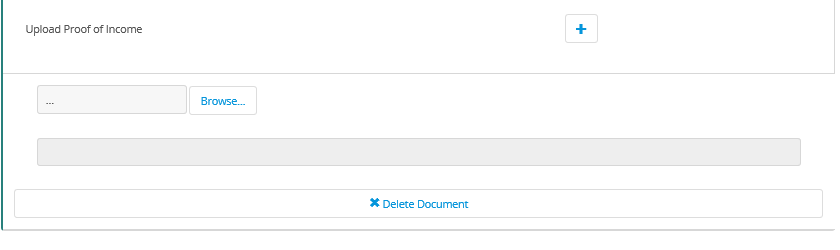 Upload Proof of Income
...
Browse...
Delete Document